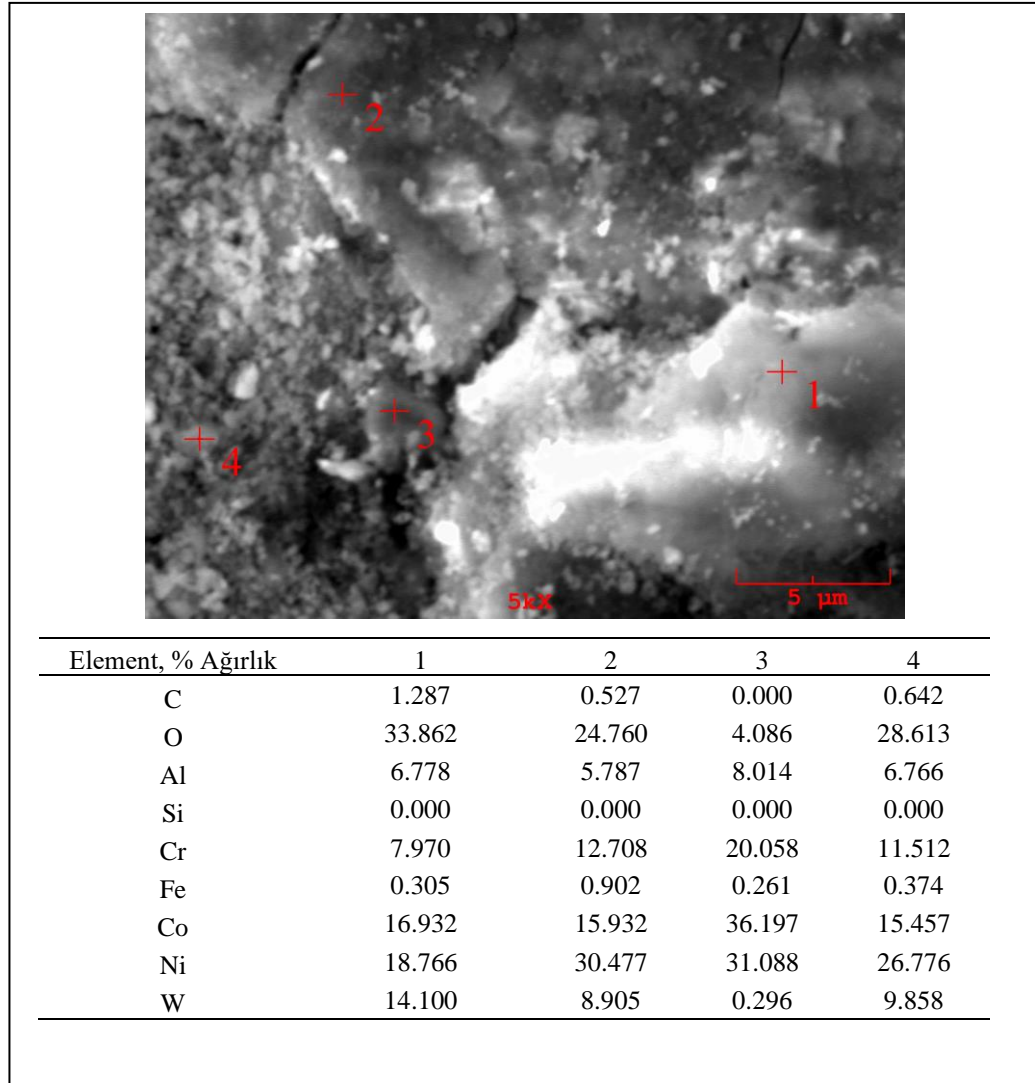 2
1
3
4
5kX
5 µm
Element, % Ağırlık 1 2 3 4
C 1.287 0.527 0.000 0.642
O 33.862 24.760 4.086 28.613
Al 6.778 5.787 8.014 6.766
Si 0.000 0.000 0.000 0.000
Cr 7.970 12.708 20.058 11.512
Fe 0.305 0.902 0.261 0.374
Co 16.932 15.932 36.197 15.457
Ni 18.766 30.477 31.088 26.776
W 14.100 8.905 0.296 9.858